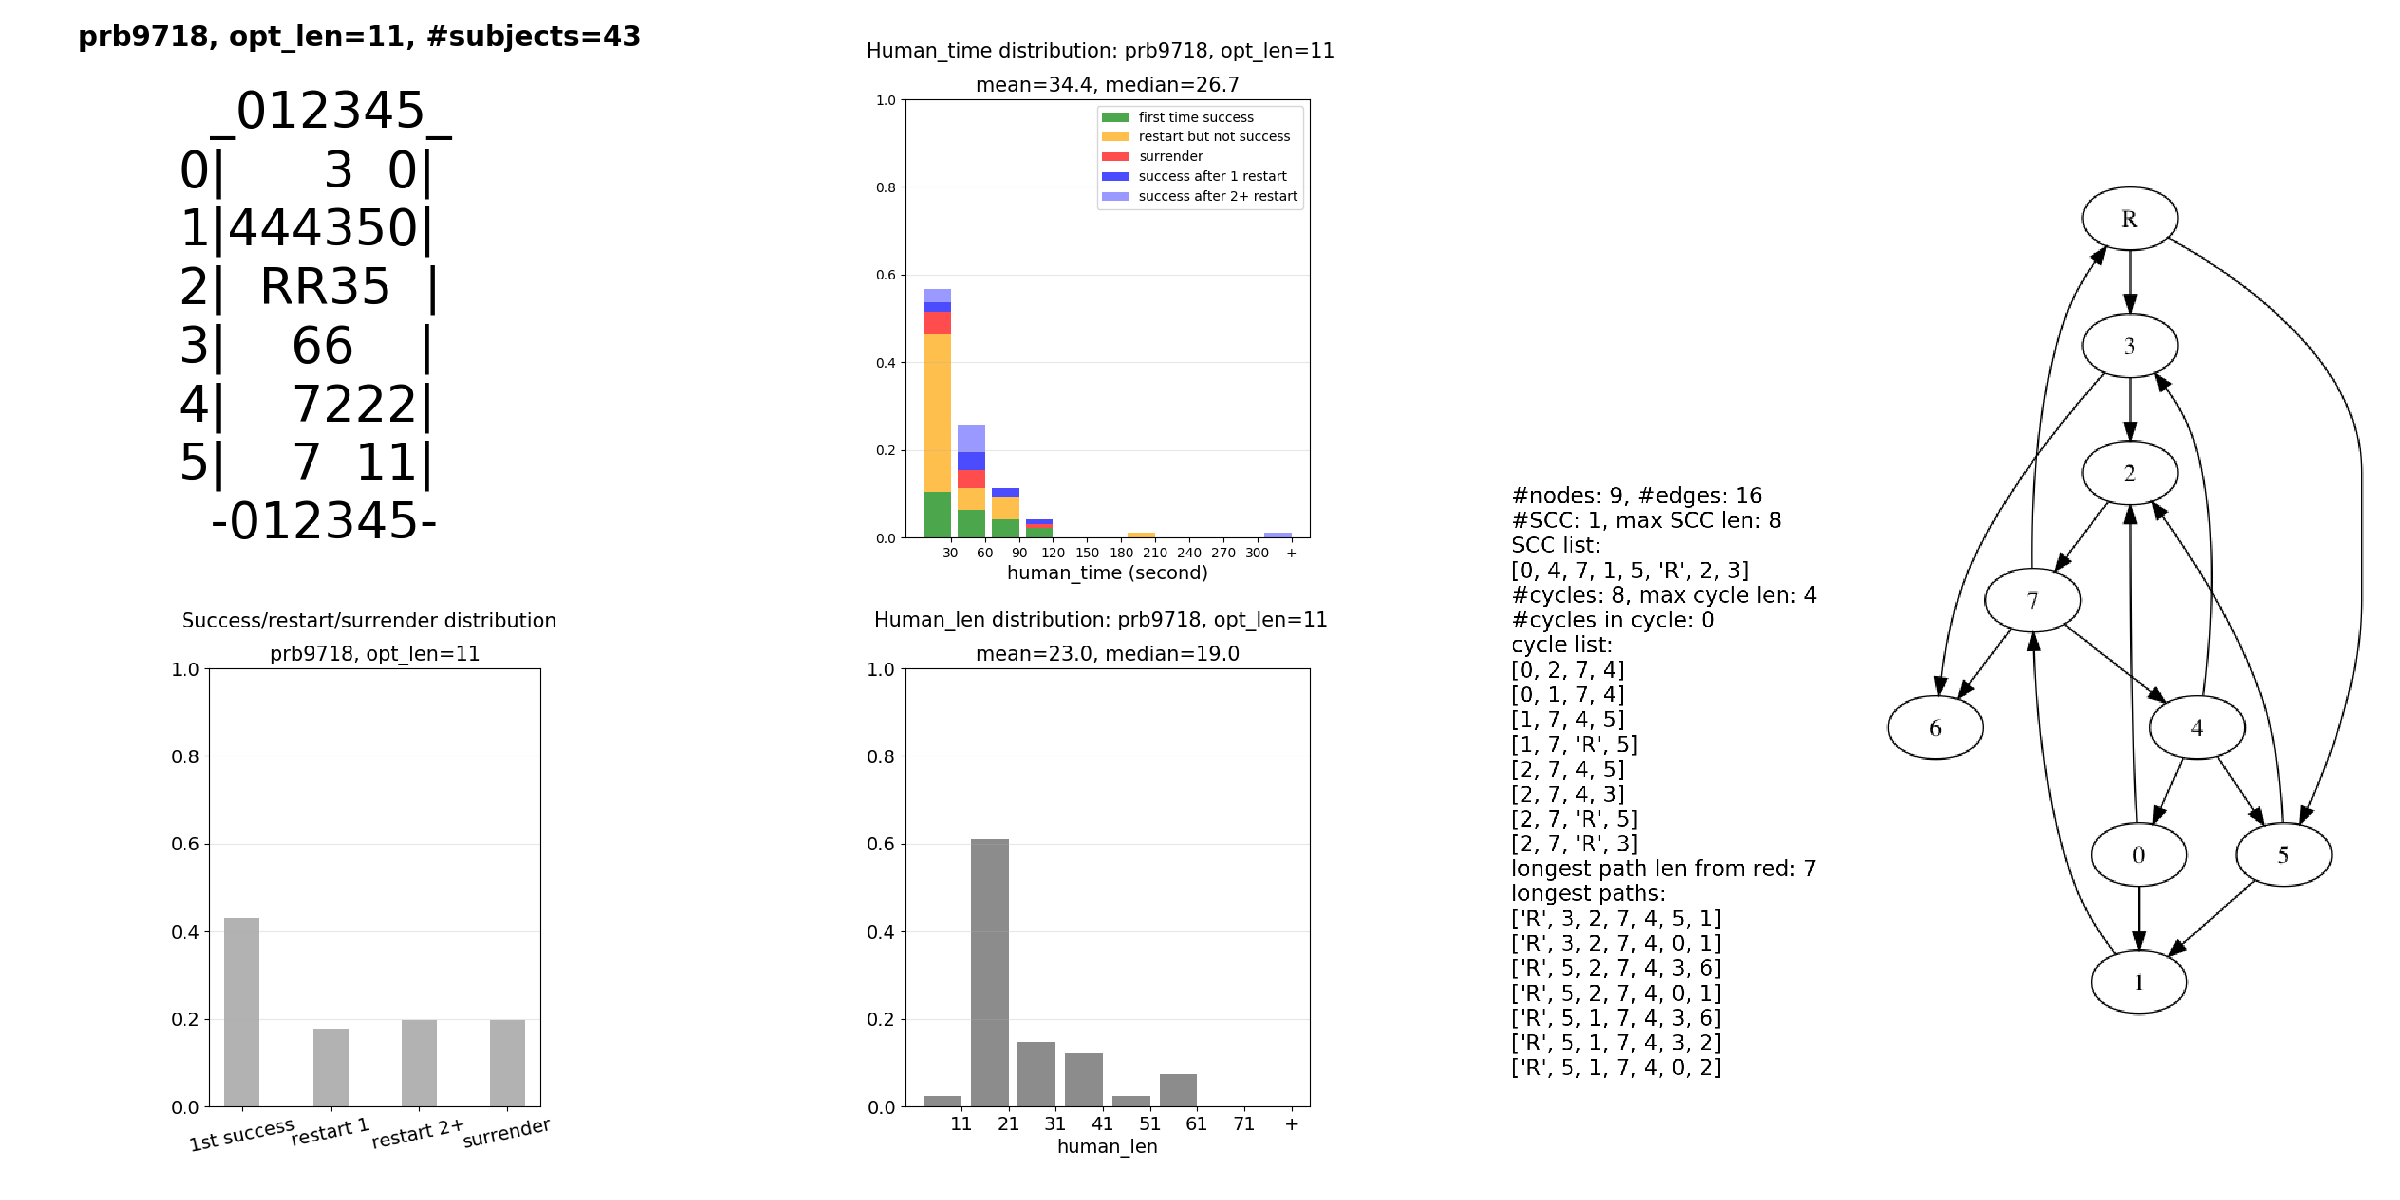 prb9718, opt_len=11, #subjects=43
_012345_
0|   3 0|
1|444350|
2| RR35 |
3|  66  |
4|  7222|
5|  7 11|
-012345-
Human_time distribution: prb9718, opt_len=11
mean=34.4, median=26.7
1.0
0.8
0.6
0.4
0.2
0.0
first time success
restart but not success
surrender
success after 1 restart
success after 2+ restart
30 60 90 120 150 180 210 240 270 300 +
human_time (second)
Success/restart/surrender distribution
prb9718, opt_len=11
1.0
0.8
0.6
0.4
0.2
0.0
1st success restart 1 restart 2+ surrender
Human_len distribution: prb9718, opt_len=11
mean=23.0, median=19.0
1.0
0.8
0.6
0.4
0.2
0.0
11 21 31 41 51 61 71 +
human_len
#nodes: 9, #edges: 16
#SCC: 1, max SCC len: 8
SCC list:
[0, 4, 7, 1, 5, 'R', 2, 3]
#cycles: 8, max cycle len: 4
#cycles in cycle: 0
cycle list:
[0, 2, 7, 4]
[0, 1, 7, 4]
[1, 7, 4, 5]
[1, 7, 'R', 5]
[2, 7, 4, 5]
[2, 7, 4, 3]
[2, 7, 'R', 5]
[2, 7, 'R', 3]
longest path len from red: 7
longest paths:
['R', 3, 2, 7, 4, 5, 1]
['R', 3, 2, 7, 4, 0, 1]
['R', 5, 2, 7, 4, 3, 6]
['R', 5, 2, 7, 4, 0, 1]
['R', 5, 1, 7, 4, 3, 6]
['R', 5, 1, 7, 4, 3, 2]
['R', 5, 1, 7, 4, 0, 2]
R
3
2
7
6 4
0 5
1